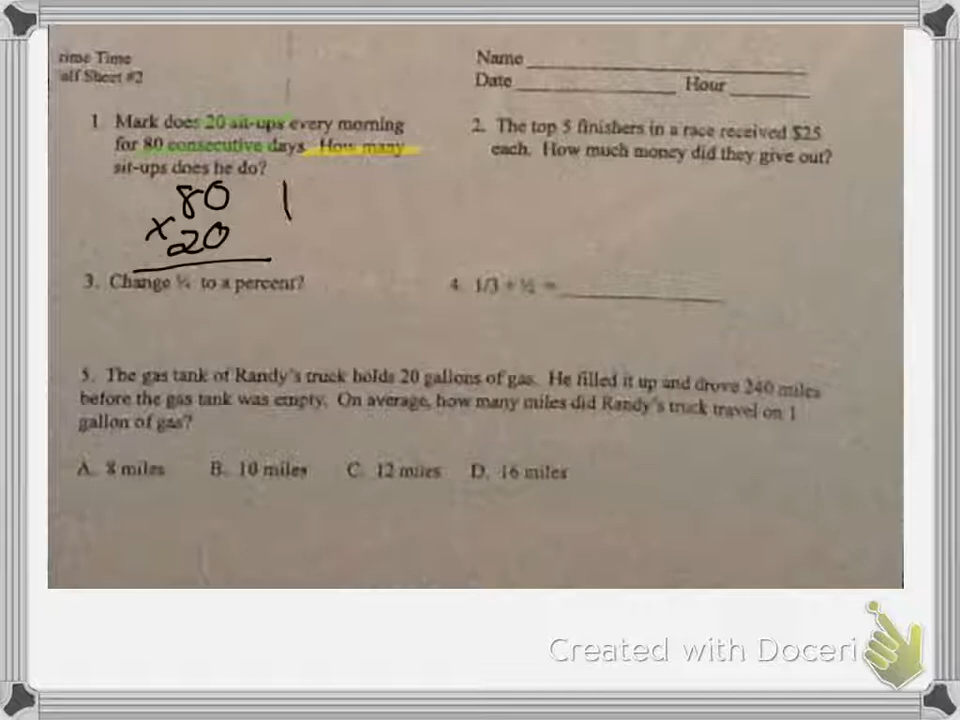 rime Time
alf Sheet #2
Name
Date Hour
1. Mark does 20 sit-ups every morning
for 80 consecutive days. How many
sit-ups does he do?
80 1
x 20
2. The top 5 finishers in a race received $25
each. How much money did they give out?
3. Change ¼ to a percent?
4. 1/3 + ½ =
5. The gas tank of Randy's truck holds 20 gallons of gas. He filled it up and drove 240 miles
before the gas tank was empty. On average, how many miles did Randy's truck travel on 1
gallon of gas?
A. 8 miles B. 10 miles C. 12 miles D. 16 miles
Created with Doceri